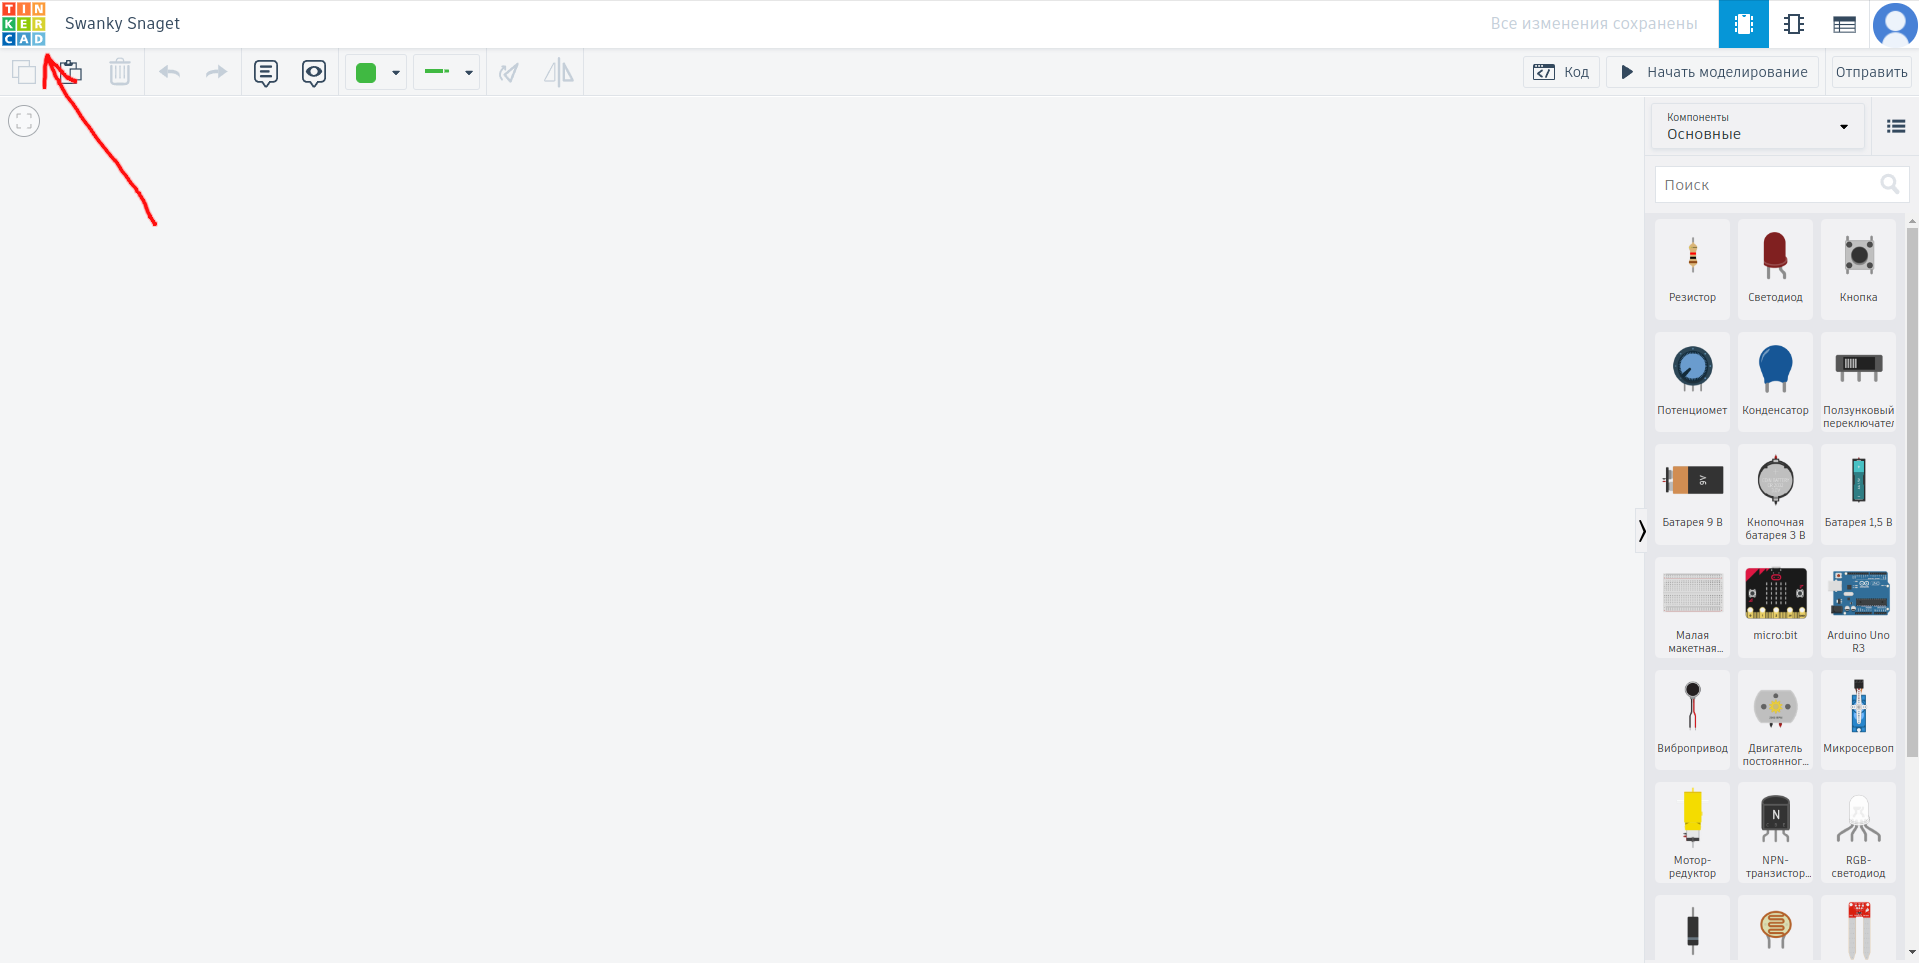 TIN
KER
CAD
Swanky Snaget
Все изменения сохранены
Код
Начать моделирование
Отправить
Компоненты
Основные
Поиск
Резистор
Светодиод
Кнопка
Потенциомет
Конденсатор
Ползунковый
переключател
9V
Батарея 9 В
Кнопочная
батарея 3 В
Батарея 1,5 В
Малая
макетная...
micro:bit
Arduino Uno
R3
Вибропривод
Двигатель
постоянног...
Микросервоп
Мотор-
редуктор
N
NPN-
транзистор...
RGB-
светодиод